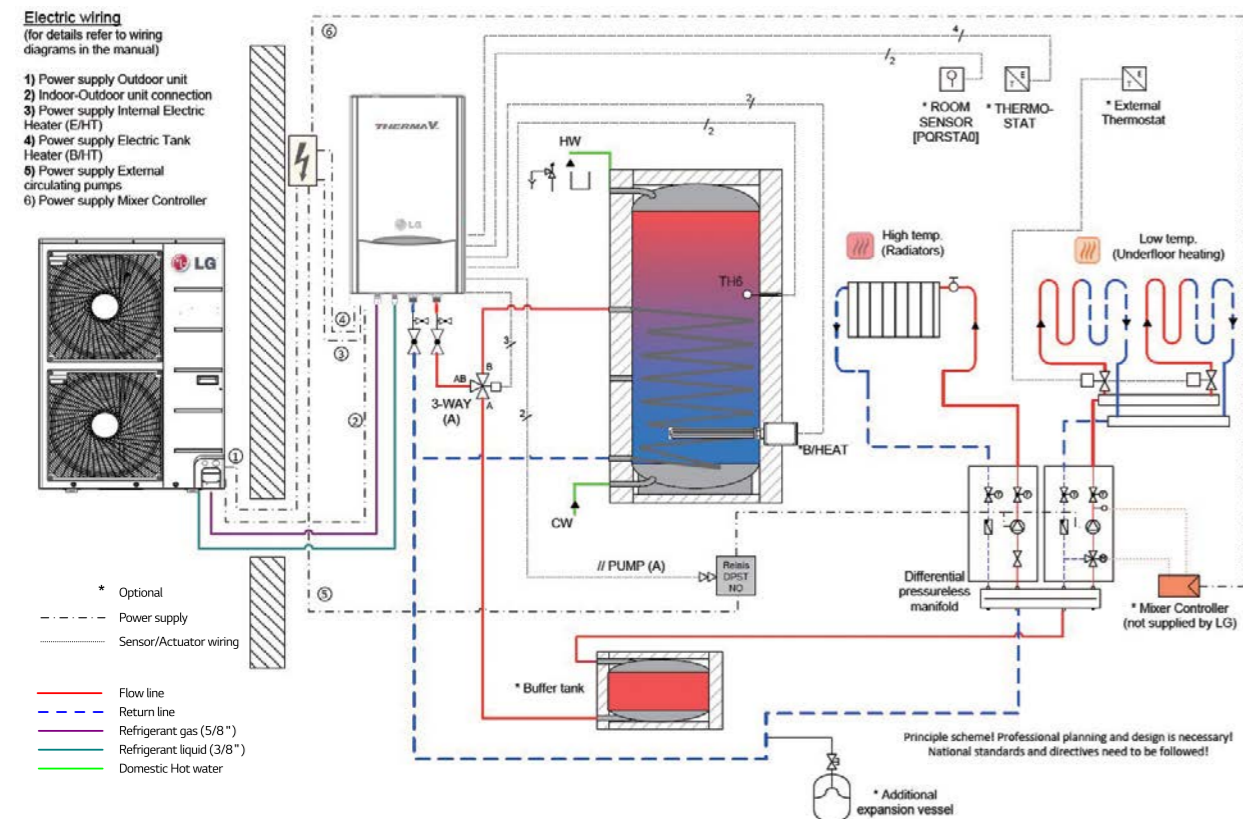 Electric wiring
(for details refer to wiring
diagrams in the manual)
1) Power supply Outdoor unit
2) Indoor-Outdoor unit connection
3) Power supply Internal Electric
Heater (E/HT)
4) Power supply Electric Tank
Heater (B/HT)
5) Power supply External
circulating pumps
6) Power supply Mixer Controller
LG
①
②
③
④
⑤
⑥
THERMA V.
LG
AB
B
A
3-WAY
(A)
3
2
4
2
2
2
HW
CW
TH6
*B/HEAT
* ROOM
SENSOR
[PQRSTA0]
T E
* THERMO-
STAT
T E
* External
Thermostat
High temp.
(Radiators)
Low temp.
(Underfloor heating)
// PUMP (A)
Relais
DPST
NO
Differential
pressureless
manifold
* Mixer Controller
(not supplied by LG)
* Buffer tank
* Additional
expansion vessel
Principle scheme! Professional planning and design is necessary!
National standards and directives need to be followed!
* Optional
Power supply
Sensor/Actuator wiring
Flow line
Return line
Refrigerant gas (5/8")
Refrigerant liquid (3/8")
Domestic Hot water